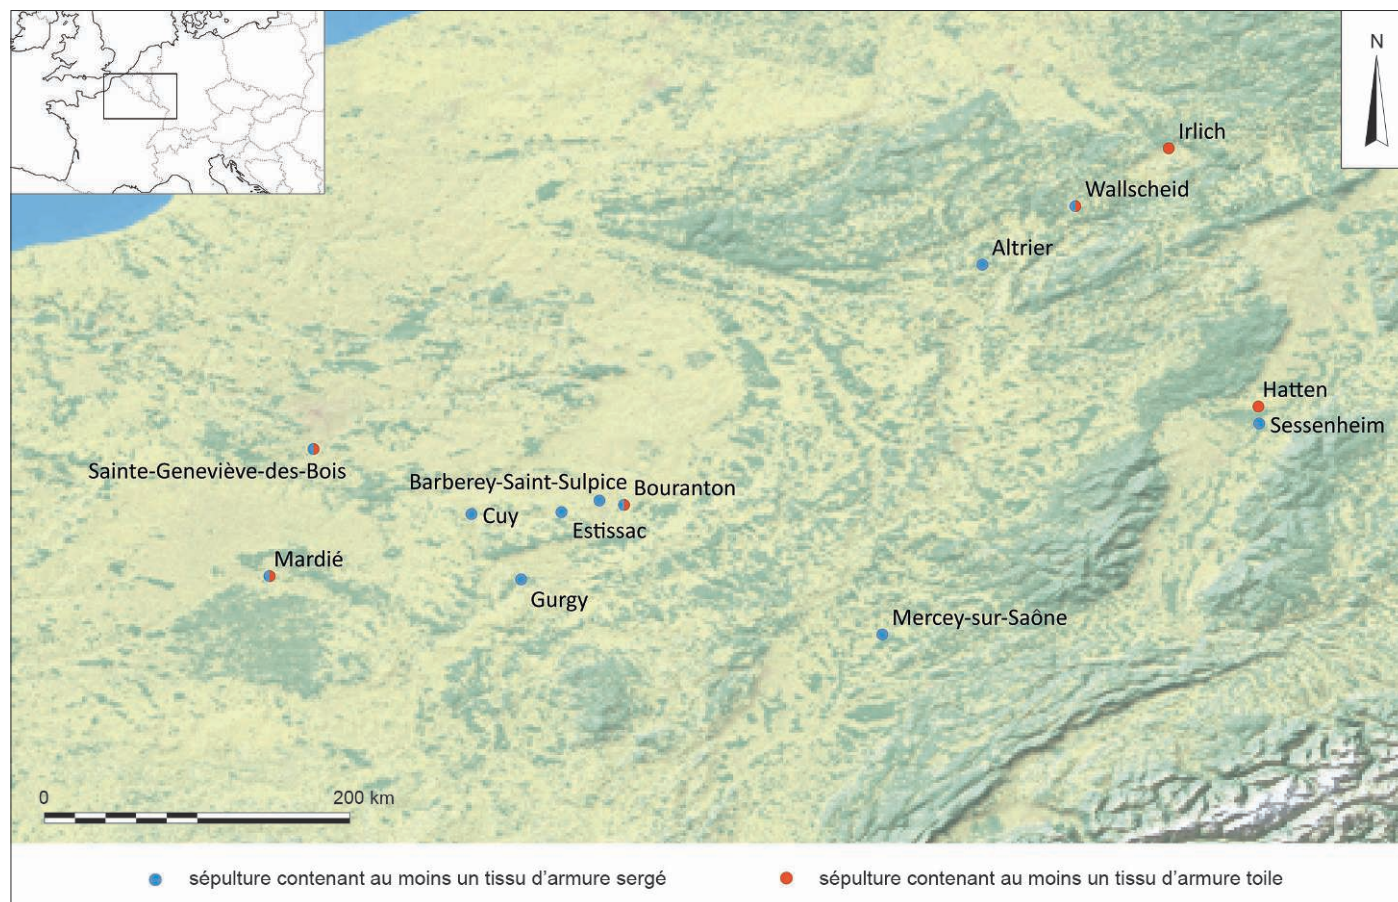 N
Irlich
Wallscheid
Altrier
Hatten
Sessenheim
Sainte-Geneviève-des-Bois
Barberey-Saint-Sulpice
Bouranton
Cuy
Estissac
Mardié
Gurgy
Mercey-sur-Saône
0 200 km
sépulture contenant au moins un tissu d’armure sergé
sépulture contenant au moins un tissu d’armure toile